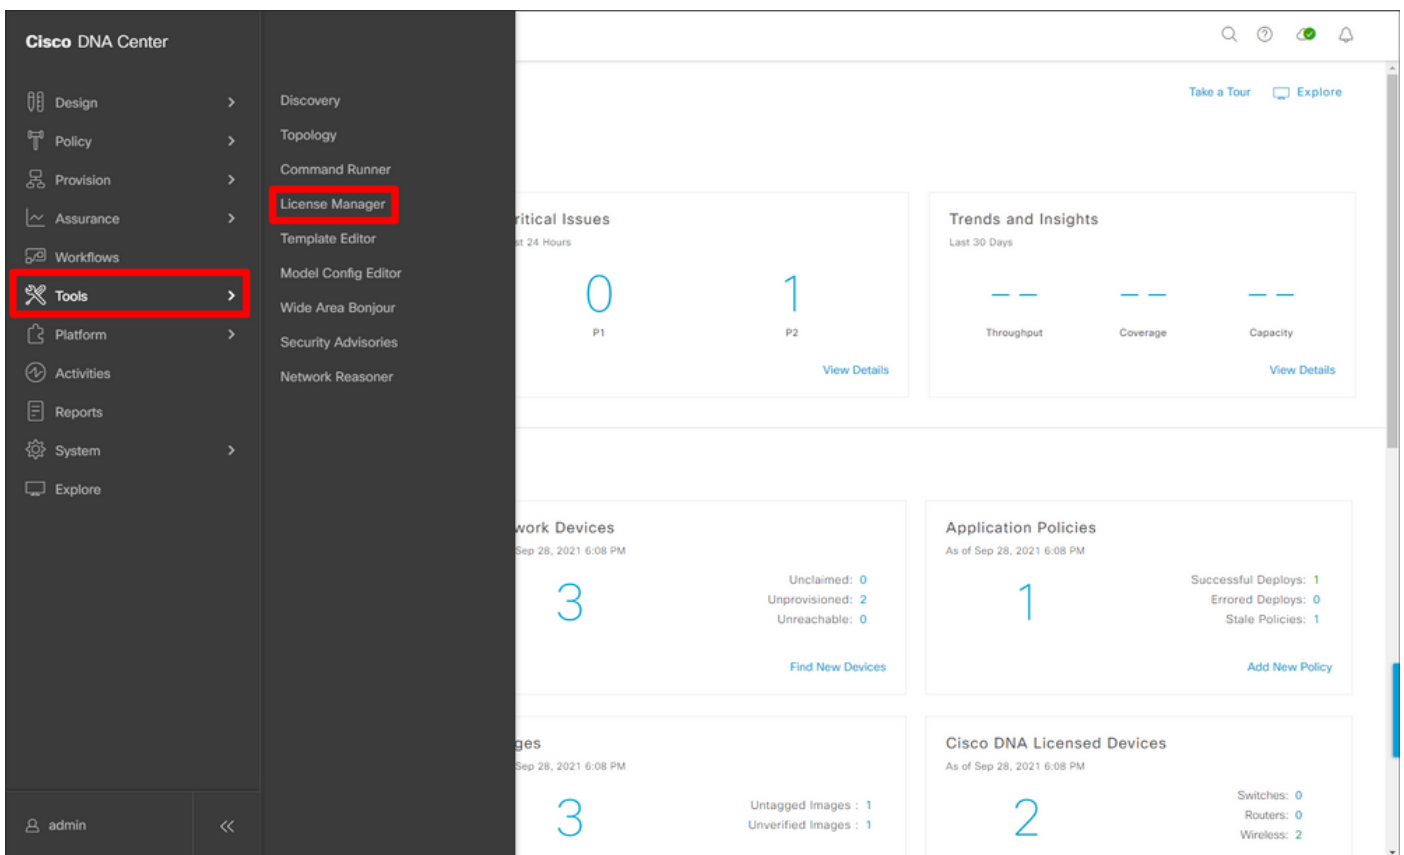 Cisco DNA Center
Design
Policy
Provision
Assurance
Workflows
Tools
Platform
Activities
Reports
System
Explore
admin
Discovery
Topology
Command Runner
License Manager
Template Editor
Model Config Editor
Wide Area Bonjour
Security Advisories
Network Reasoner
Take a Tour Explore
ritical Issues
st 24 Hours
0 1
P1 P2
View Details
Trends and Insights
Last 30 Days
-- -- --
Throughput Coverage Capacity
View Details
work Devices
Sep 28, 2021 6:08 PM
3
Unclaimed: 0
Unprovisioned: 2
Unreachable: 0
Find New Devices
Application Policies
As of Sep 28, 2021 6:08 PM
1
Successful Deploys: 1
Errored Deploys: 0
Stale Policies: 1
Add New Policy
ges
Sep 28, 2021 6:08 PM
3
Untagged Images : 1
Unverified Images : 1
Cisco DNA Licensed Devices
As of Sep 28, 2021 6:08 PM
2
Switches: 0
Routers: 0
Wireless: 2